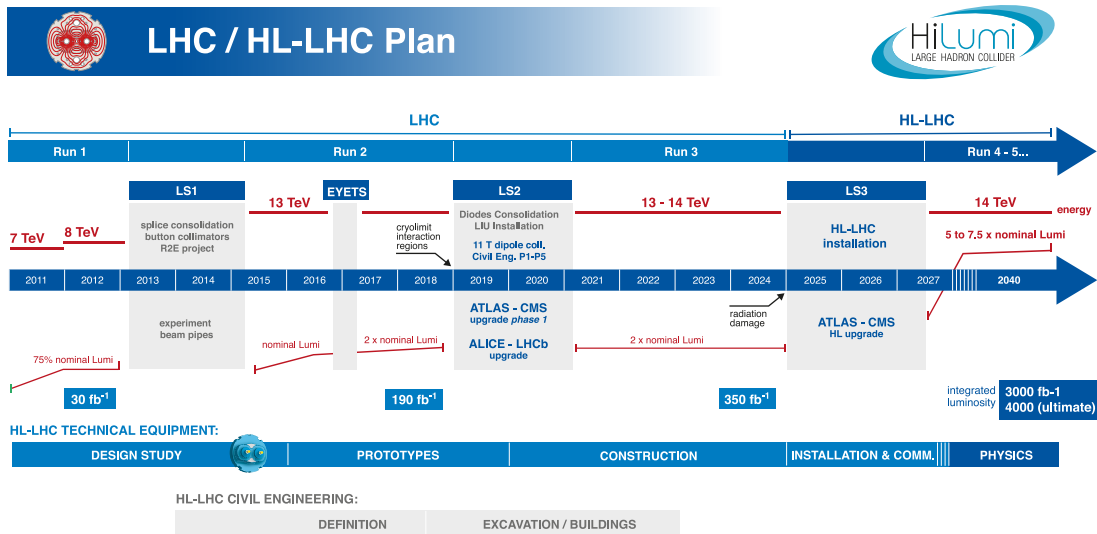 LHC / HL-LHC Plan
HiLumi
LARGE HADRON COLLIDER
LHC
HL-LHC
Run 1
Run 2
Run 3
Run 4 - 5...
LS1
EYETS
LS2
LS3
13 TeV
13 - 14 TeV
14 TeV
energy
7 TeV
8 TeV
splice consolidation
button collimators
R2E project
cryolimit
interaction
regions
Diodes Consolidation
LIU Installation
11 T dipole coll.
Civil Eng. P1-P5
HL-LHC
installation
5 to 7.5 x nominal Lumi
2011 2012 2013 2014 2015 2016 2017 2018 2019 2020 2021 2022 2023 2024 2025 2026 2027 2040
experiment
beam pipes
ATLAS - CMS
upgrade phase 1
ALICE - LHCb
upgrade
radiation
damage
ATLAS - CMS
HL upgrade
75% nominal Lumi
nominal Lumi
2 x nominal Lumi
2 x nominal Lumi
30 fb-1
190 fb-1
350 fb-1
integrated
luminosity
3000 fb-1
4000 (ultimate)
HL-LHC TECHNICAL EQUIPMENT:
DESIGN STUDY
PROTOTYPES
CONSTRUCTION
INSTALLATION & COMM.
PHYSICS
HL-LHC CIVIL ENGINEERING:
DEFINITION
EXCAVATION / BUILDINGS